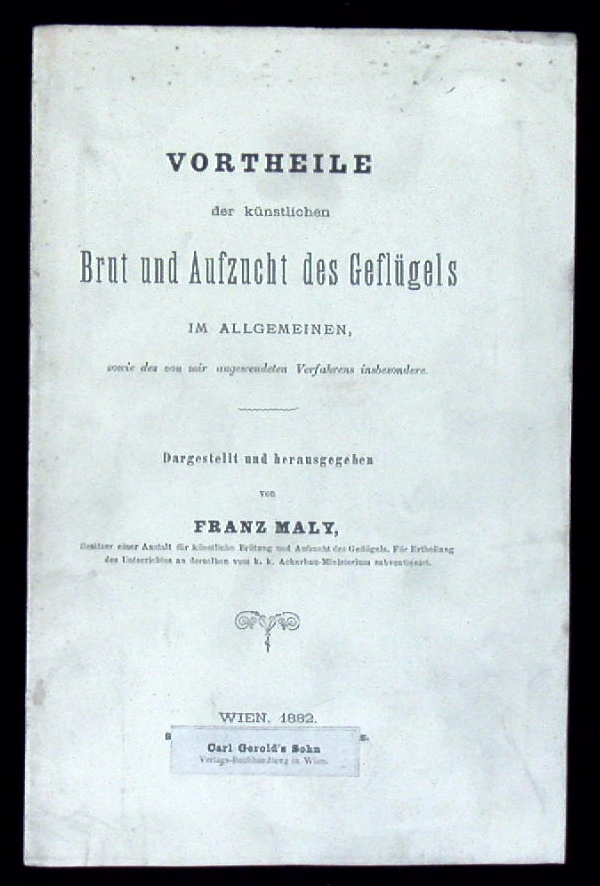 VORTHEILE
der künstlichen
Brut und Aufzucht des Geflügels
IM ALLGEMEINEN,
sowie des von mir angewendeten Verfahrens insbesondere.
Dargestellt und herausgegeben
von
FRANZ MALY,
Besitzer einer Anstalt für künstliche Brütung und Aufzucht des Geflügels. Für Ertheilung
des Unterrichtes an derselben vom k. k. Ackerbau-Ministerium subventionirt.
WIEN, 1882.
Carl Gerold's Sohn
Verlags-Buchhandlung in Wien.